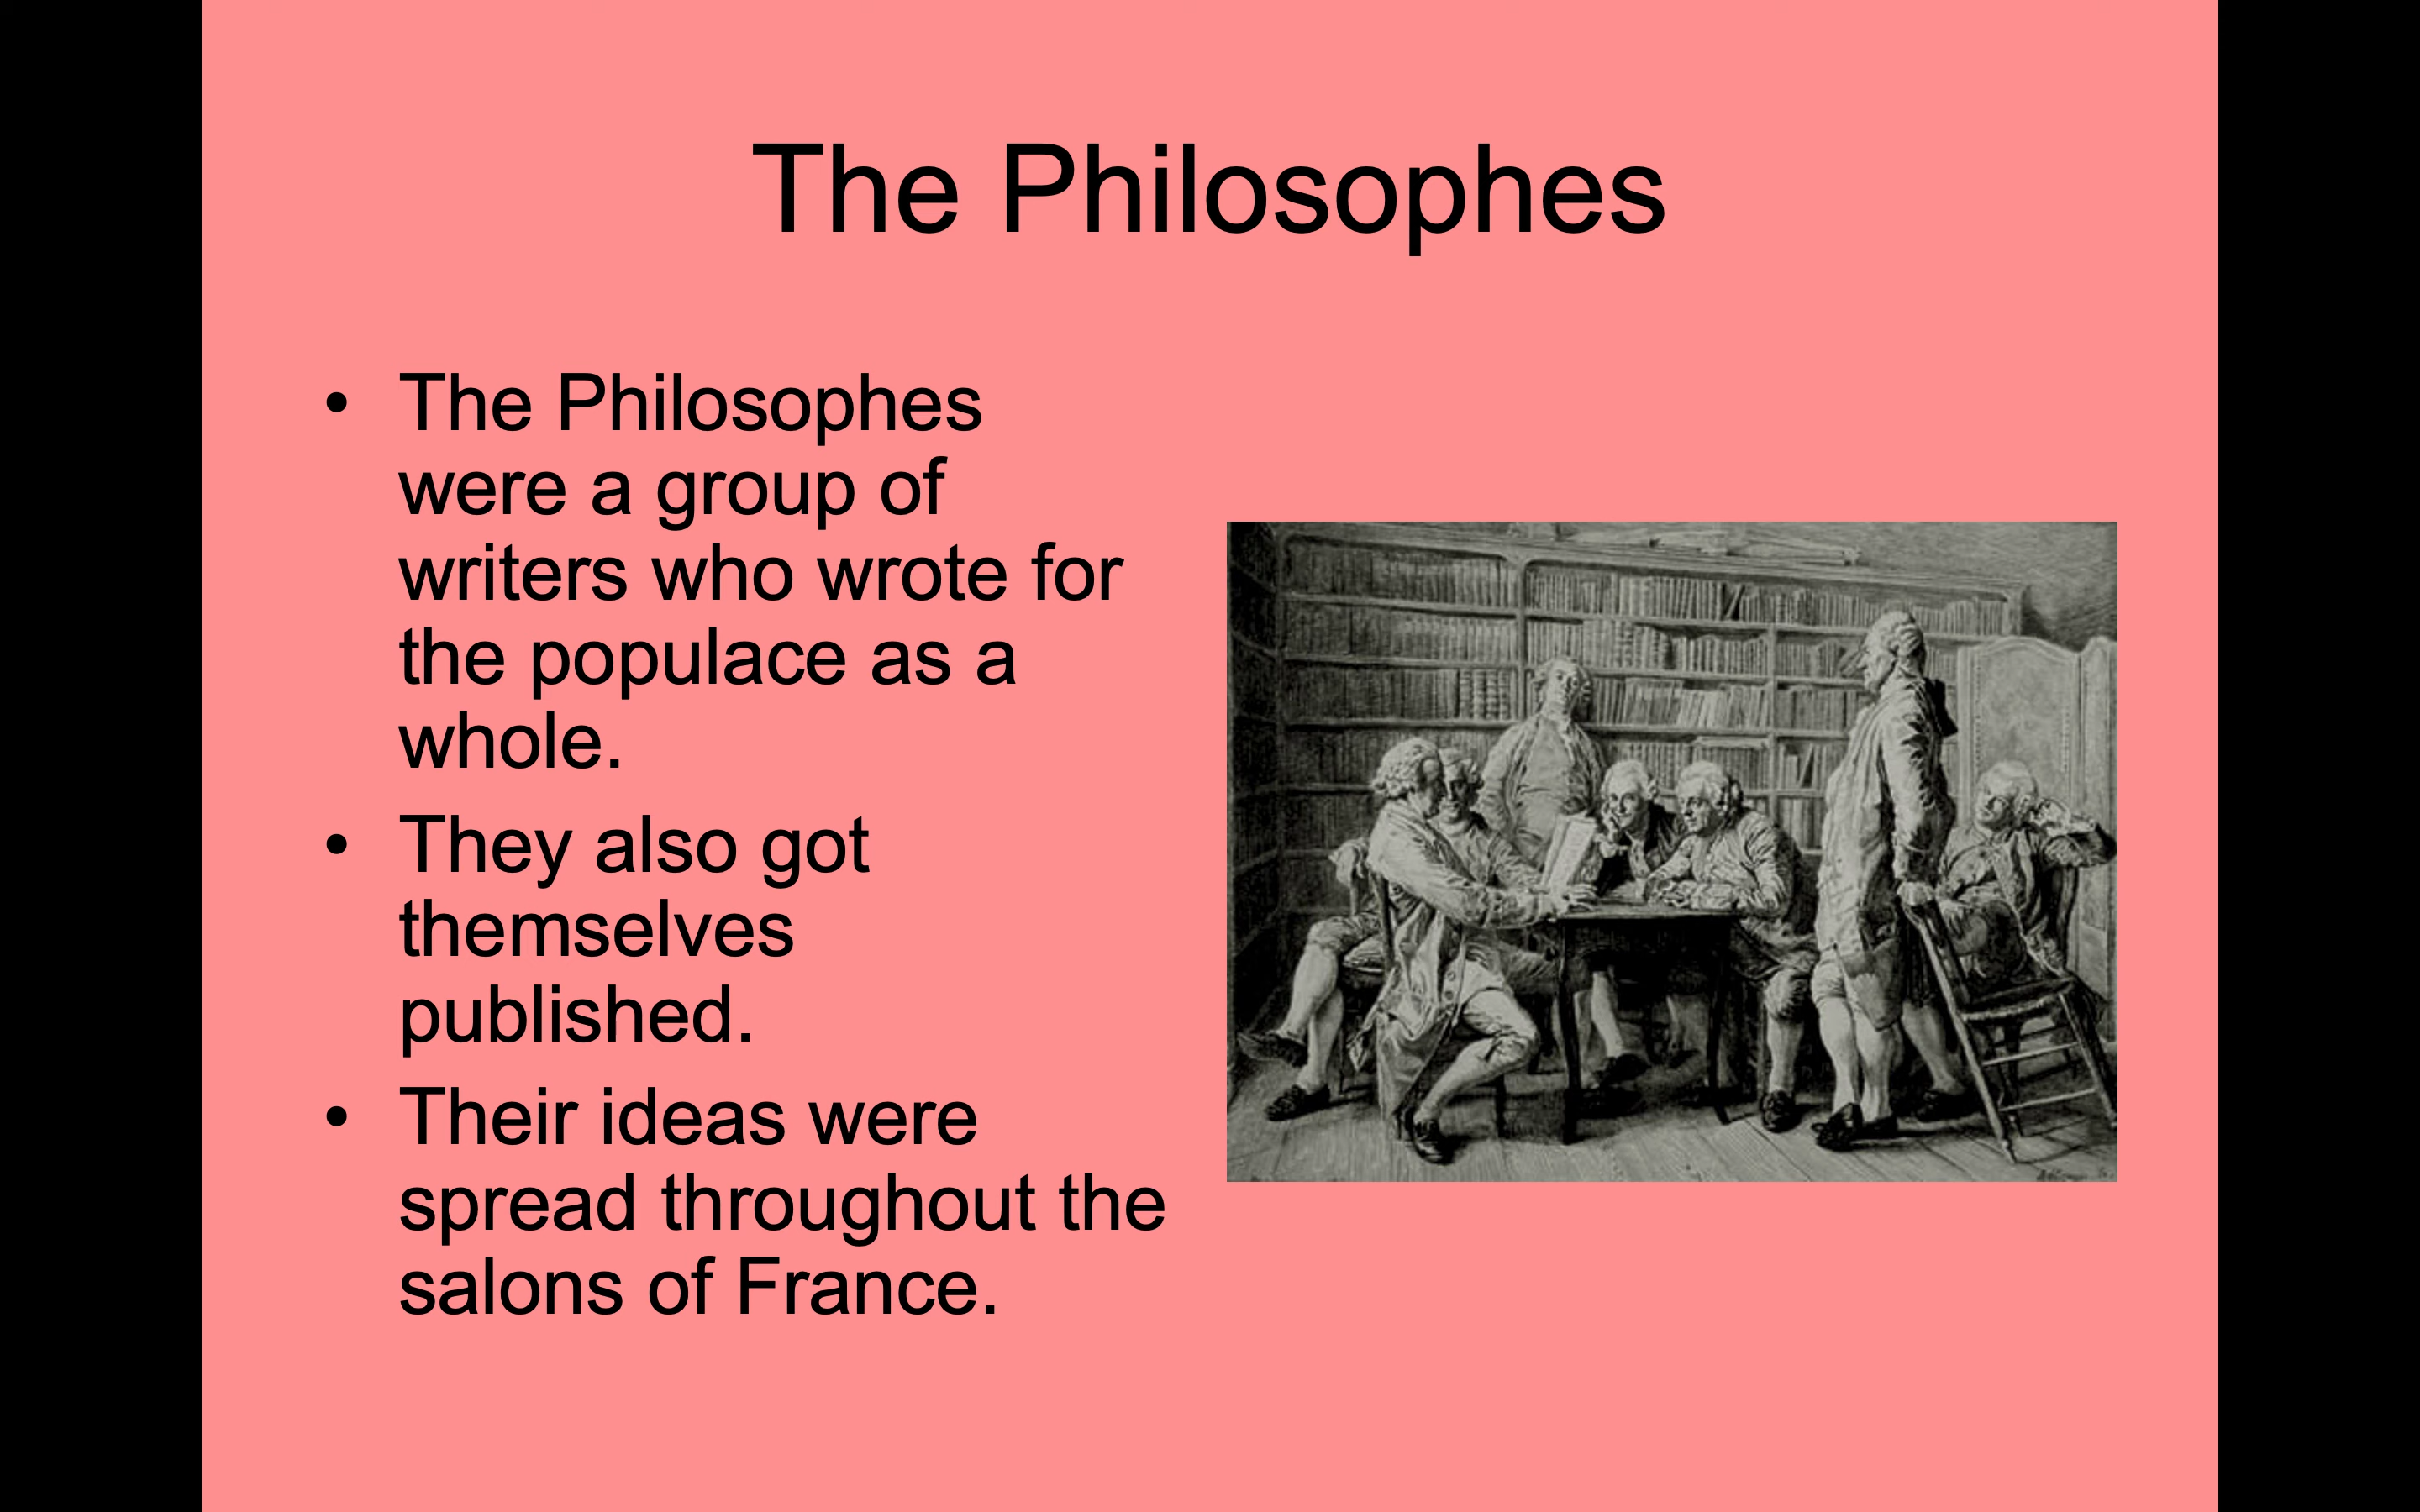 The Philosophes
• The Philosophes
were a group of
writers who wrote for
the populace as a
whole.
• They also got
themselves
published.
• Their ideas were
spread throughout the
salons of France.